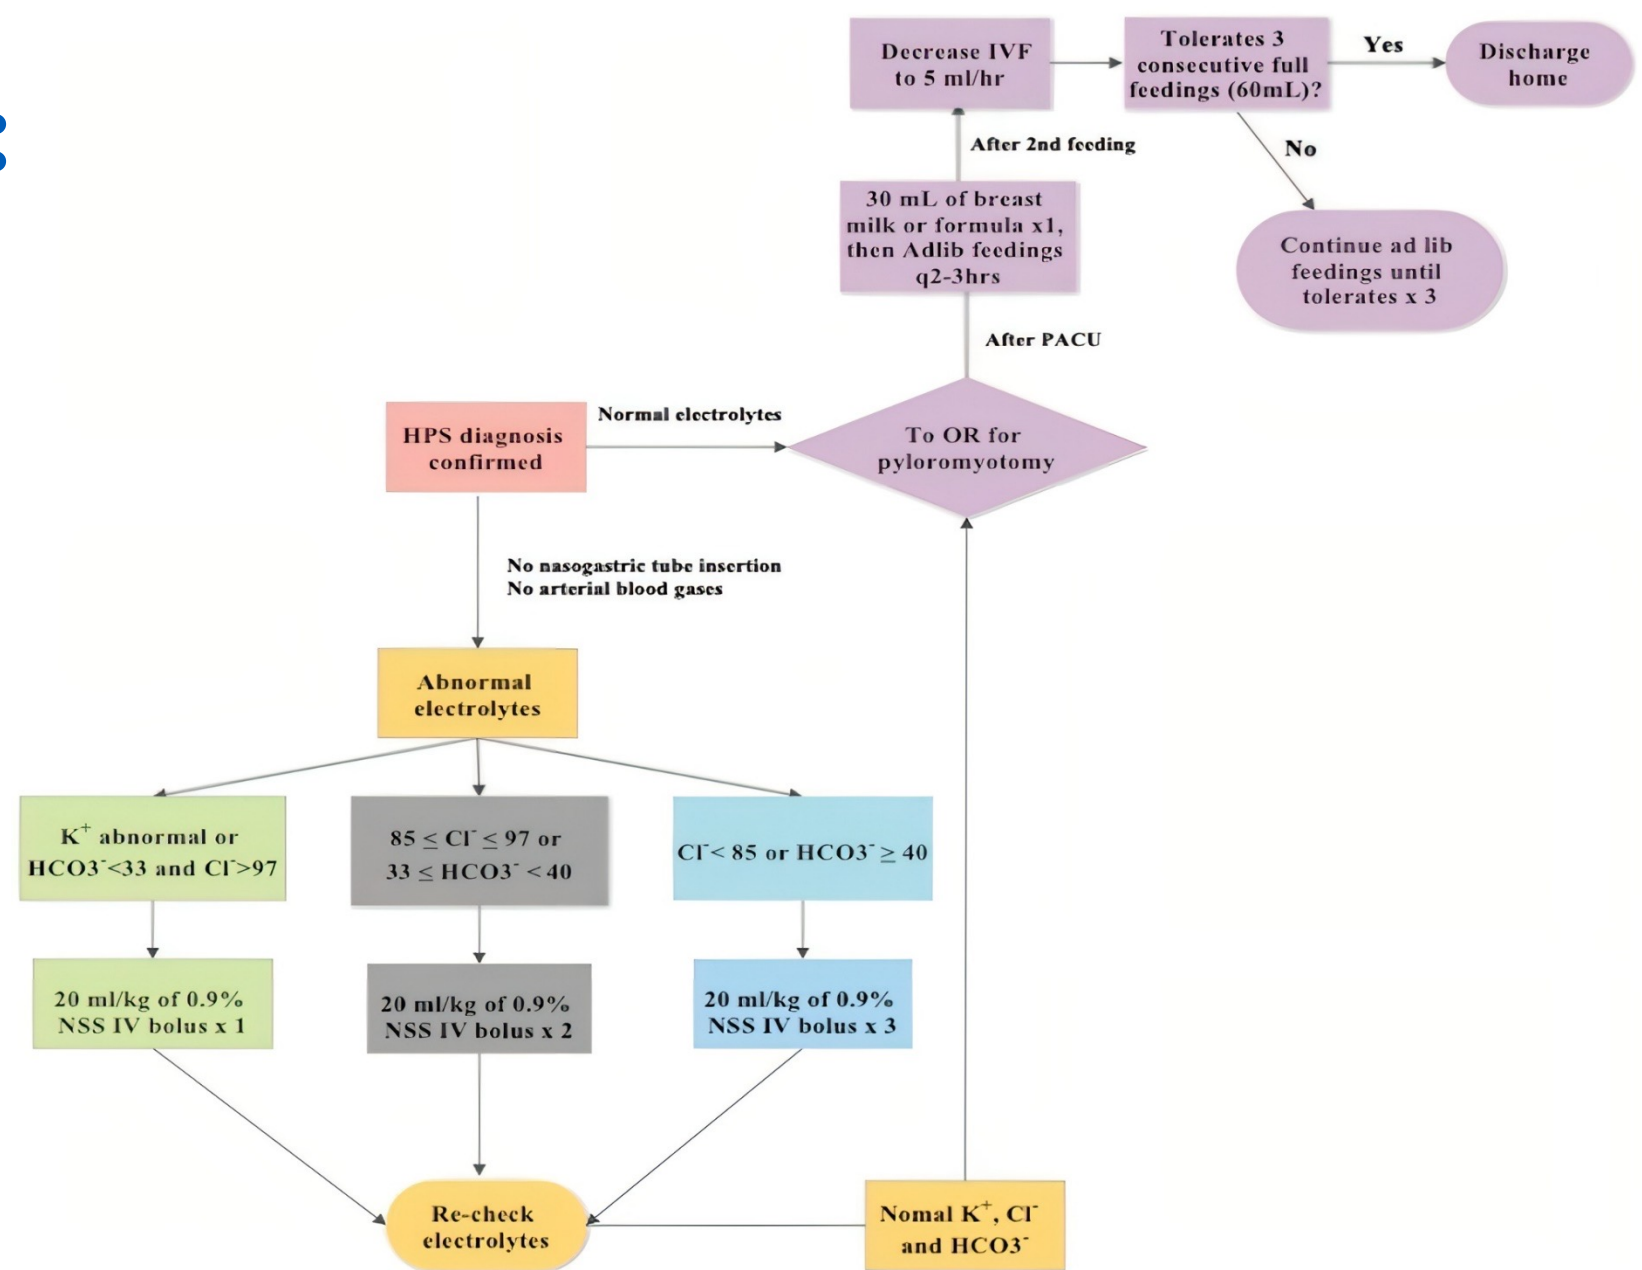 Decrease IVF
to 5 ml/hr
Tolerates 3
consecutive full
feedings (60mL)?
Yes
Discharge
home
After 2nd feeding
No
30 mL of breast
milk or formula x1,
then Adlib feedings
q2-3hrs
Continue ad lib
feedings until
tolerates x 3
After PACU
HPS diagnosis
confirmed
Normal electrolytes
To OR for
pyloromyotomy
No nasogastric tube insertion
No arterial blood gases
Abnormal
electrolytes
K⁺ abnormal or
HCO3⁻<33 and Cl⁻>97
85 ≤ Cl⁻ ≤ 97 or
33 ≤ HCO3⁻ < 40
Cl⁻< 85 or HCO3⁻ ≥ 40
20 ml/kg of 0.9%
NSS IV bolus x 1
20 ml/kg of 0.9%
NSS IV bolus x 2
20 ml/kg of 0.9%
NSS IV bolus x 3
Re-check
electrolytes
Nomal K⁺, Cl⁻
and HCO3⁻